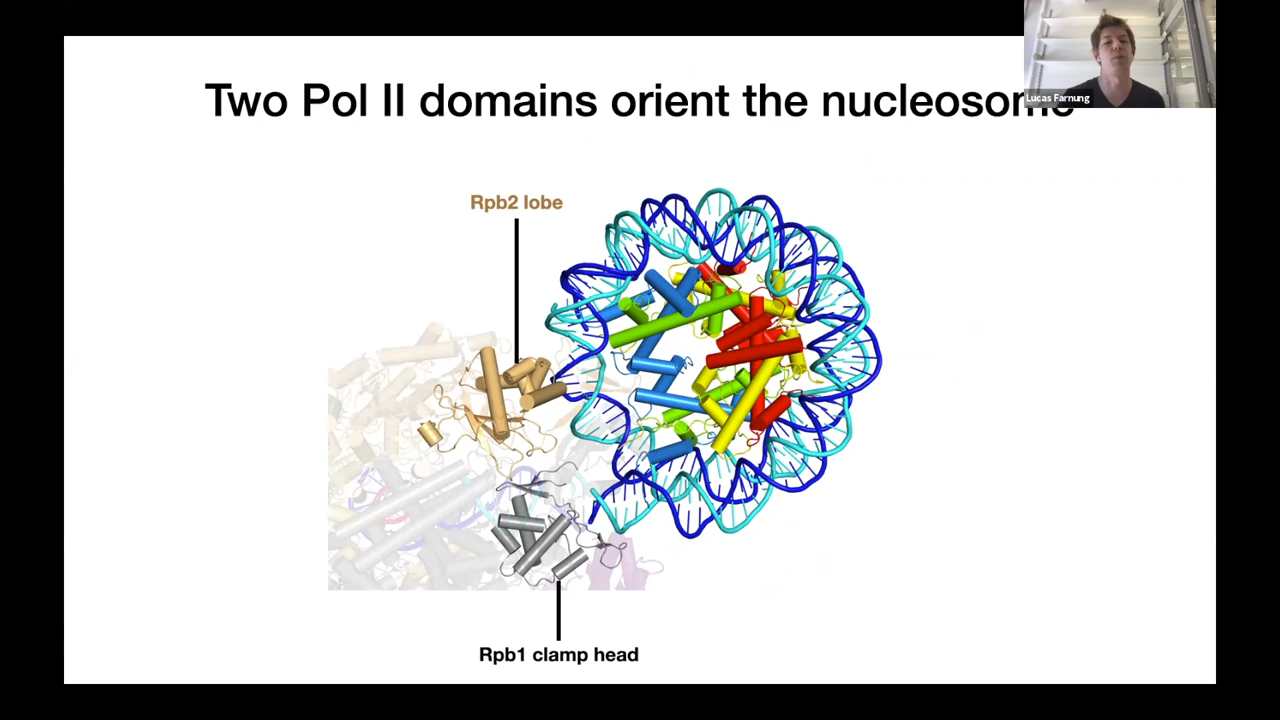 Two Pol II domains orient the nucleosome
Lucas Farnung
Rpb2 lobe
Rpb1 clamp head